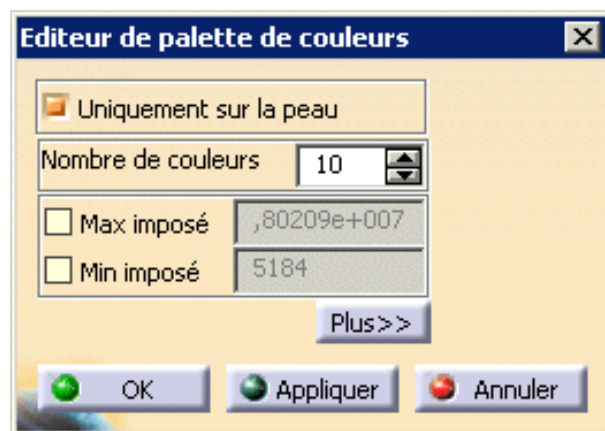 Editeur de palette de couleurs
Uniquement sur la peau
Nombre de couleurs 10
Max imposé ,80209e+007
Min imposé 5184
Plus>>
OK Appliquer Annuler